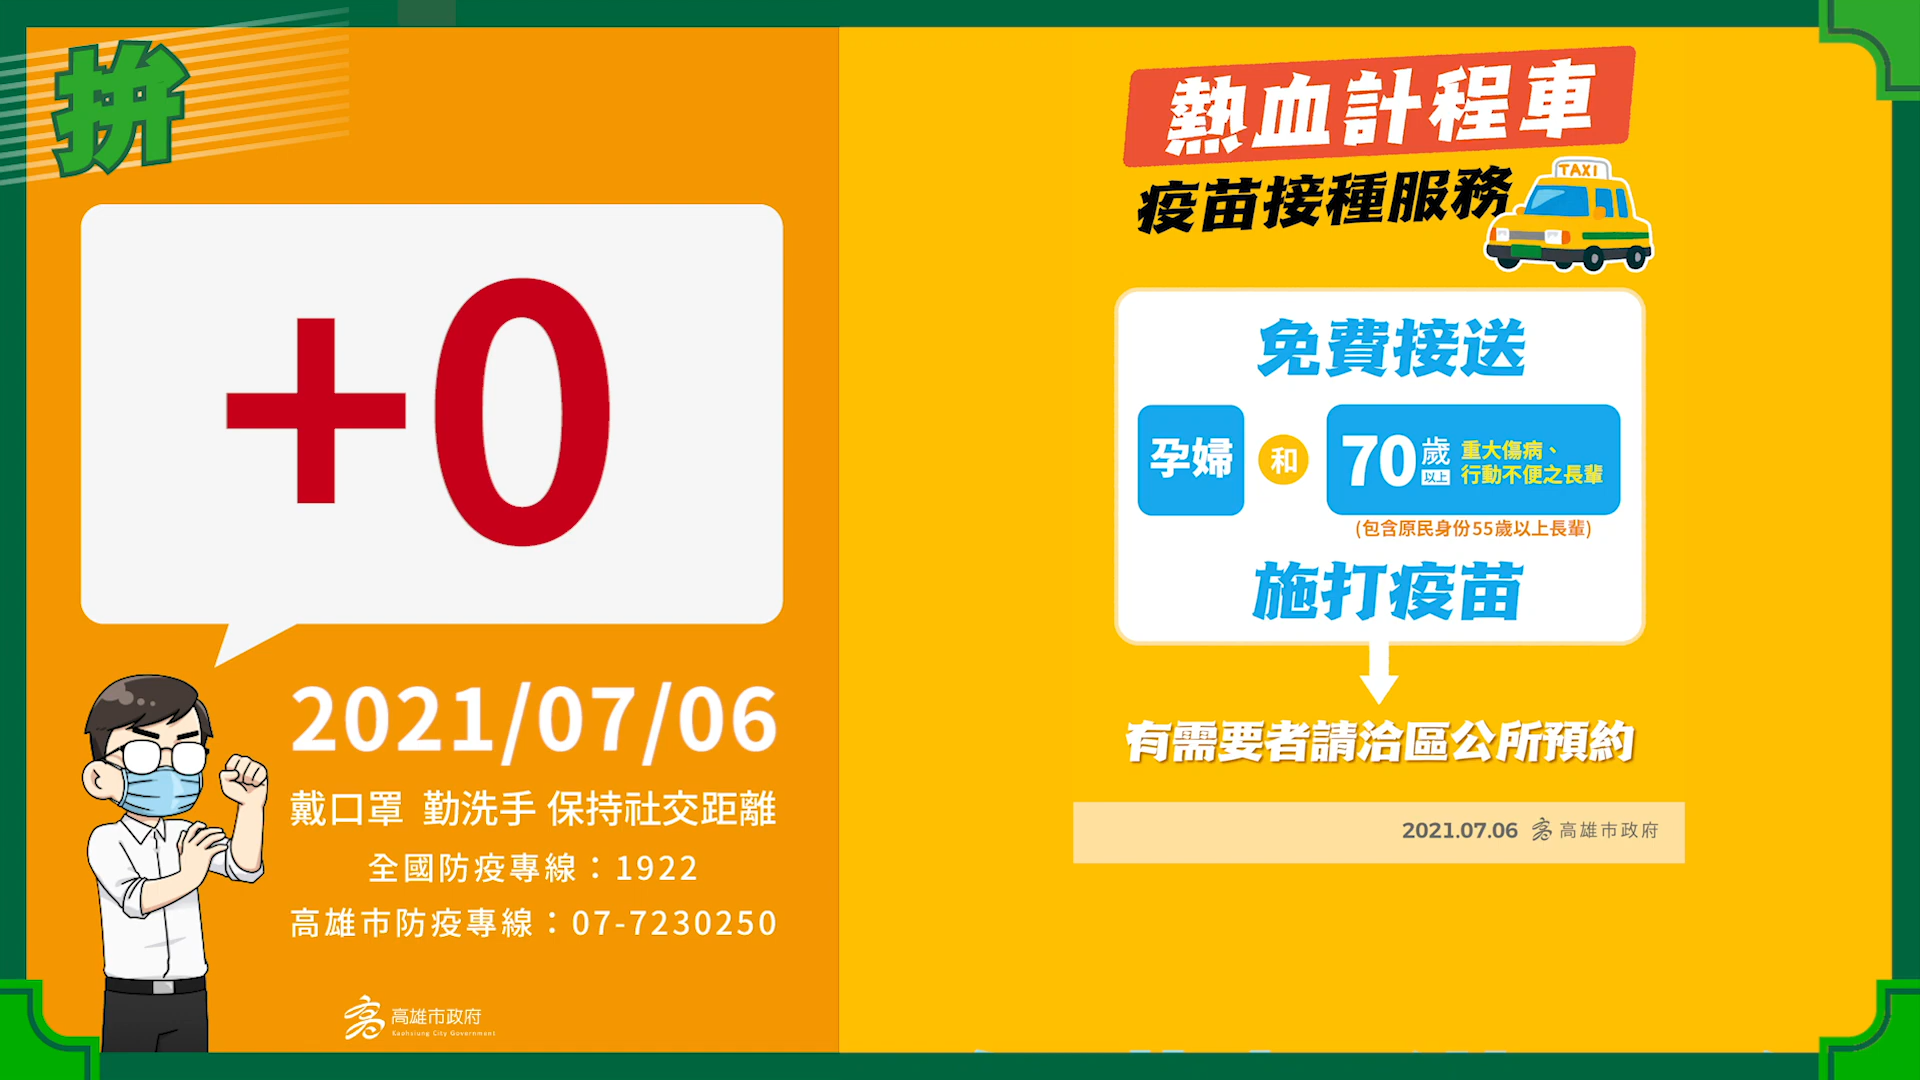 拚
+0
2021/07/06
戴口罩 勤洗手 保持社交距離
全國防疫專線：1922
高雄市防疫專線：07-7230250
高雄市政府
Kaohsiung City Government
熱血計程車
疫苗接種服務
TAXI
免費接送
孕婦 和 70歲以上 重大傷病、
行動不便之長輩
(包含原民身份55歲以上長輩)
施打疫苗
有需要者請洽區公所預約
2021.07.06 高雄市政府